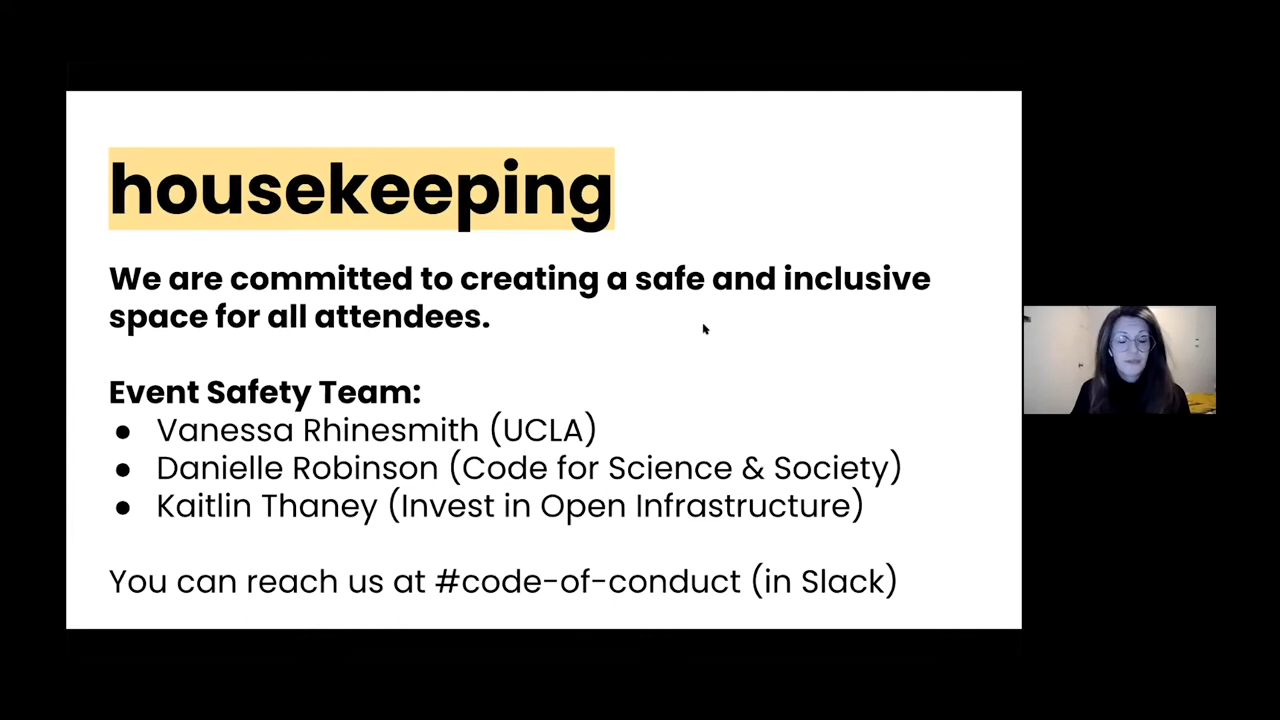 housekeeping
We are committed to creating a safe and inclusive
space for all attendees.
Event Safety Team:
● Vanessa Rhinesmith (UCLA)
● Danielle Robinson (Code for Science & Society)
● Kaitlin Thaney (Invest in Open Infrastructure)
You can reach us at #code-of-conduct (in Slack)